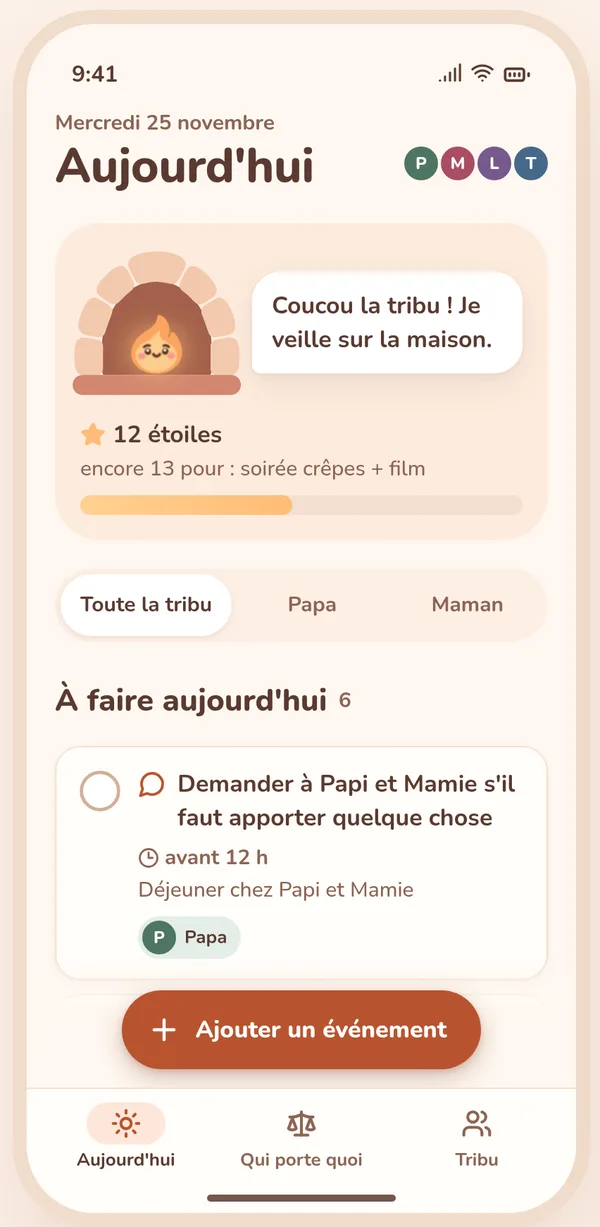 9:41
Mercredi 25 novembre
Aujourd'hui
P M L T
Coucou la tribu ! Je
veille sur la maison.
12 étoiles
encore 13 pour : soirée crêpes + film
Toute la tribu Papa Maman
À faire aujourd'hui 6
Demander à Papi et Mamie s'il
faut apporter quelque chose
avant 12 h
Déjeuner chez Papi et Mamie
P Papa
+ Ajouter un événement
Aujourd'hui Qui porte quoi Tribu